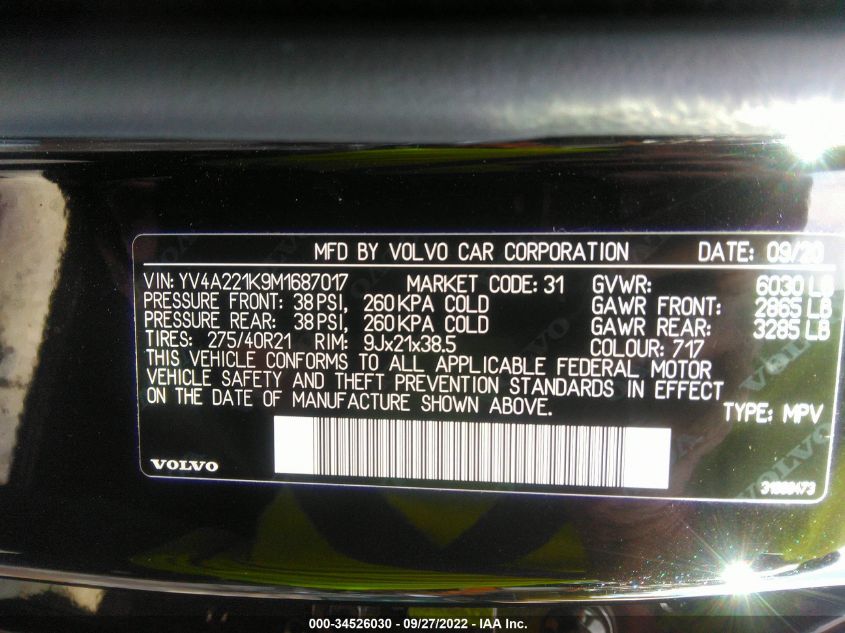 MFD BY VOLVO CAR CORPORATION DATE: 09/20
VIN: YV4A221K9M1687017 MARKET CODE: 31 GVWR: 6030 LB
PRESSURE FRONT: 38 PSI, 260 KPA COLD GAWR FRONT: 2865 LB
PRESSURE REAR: 38 PSI, 260 KPA COLD GAWR REAR: 3285 LB
TIRES: 275/40R21 RIM: 9Jx21x38.5 COLOUR: 717
THIS VEHICLE CONFORMS TO ALL APPLICABLE FEDERAL MOTOR
VEHICLE SAFETY AND THEFT PREVENTION STANDARDS IN EFFECT
ON THE DATE OF MANUFACTURE SHOWN ABOVE.
TYPE: MPV
VOLVO
000-34526030 - 09/27/2022 - IAA Inc.